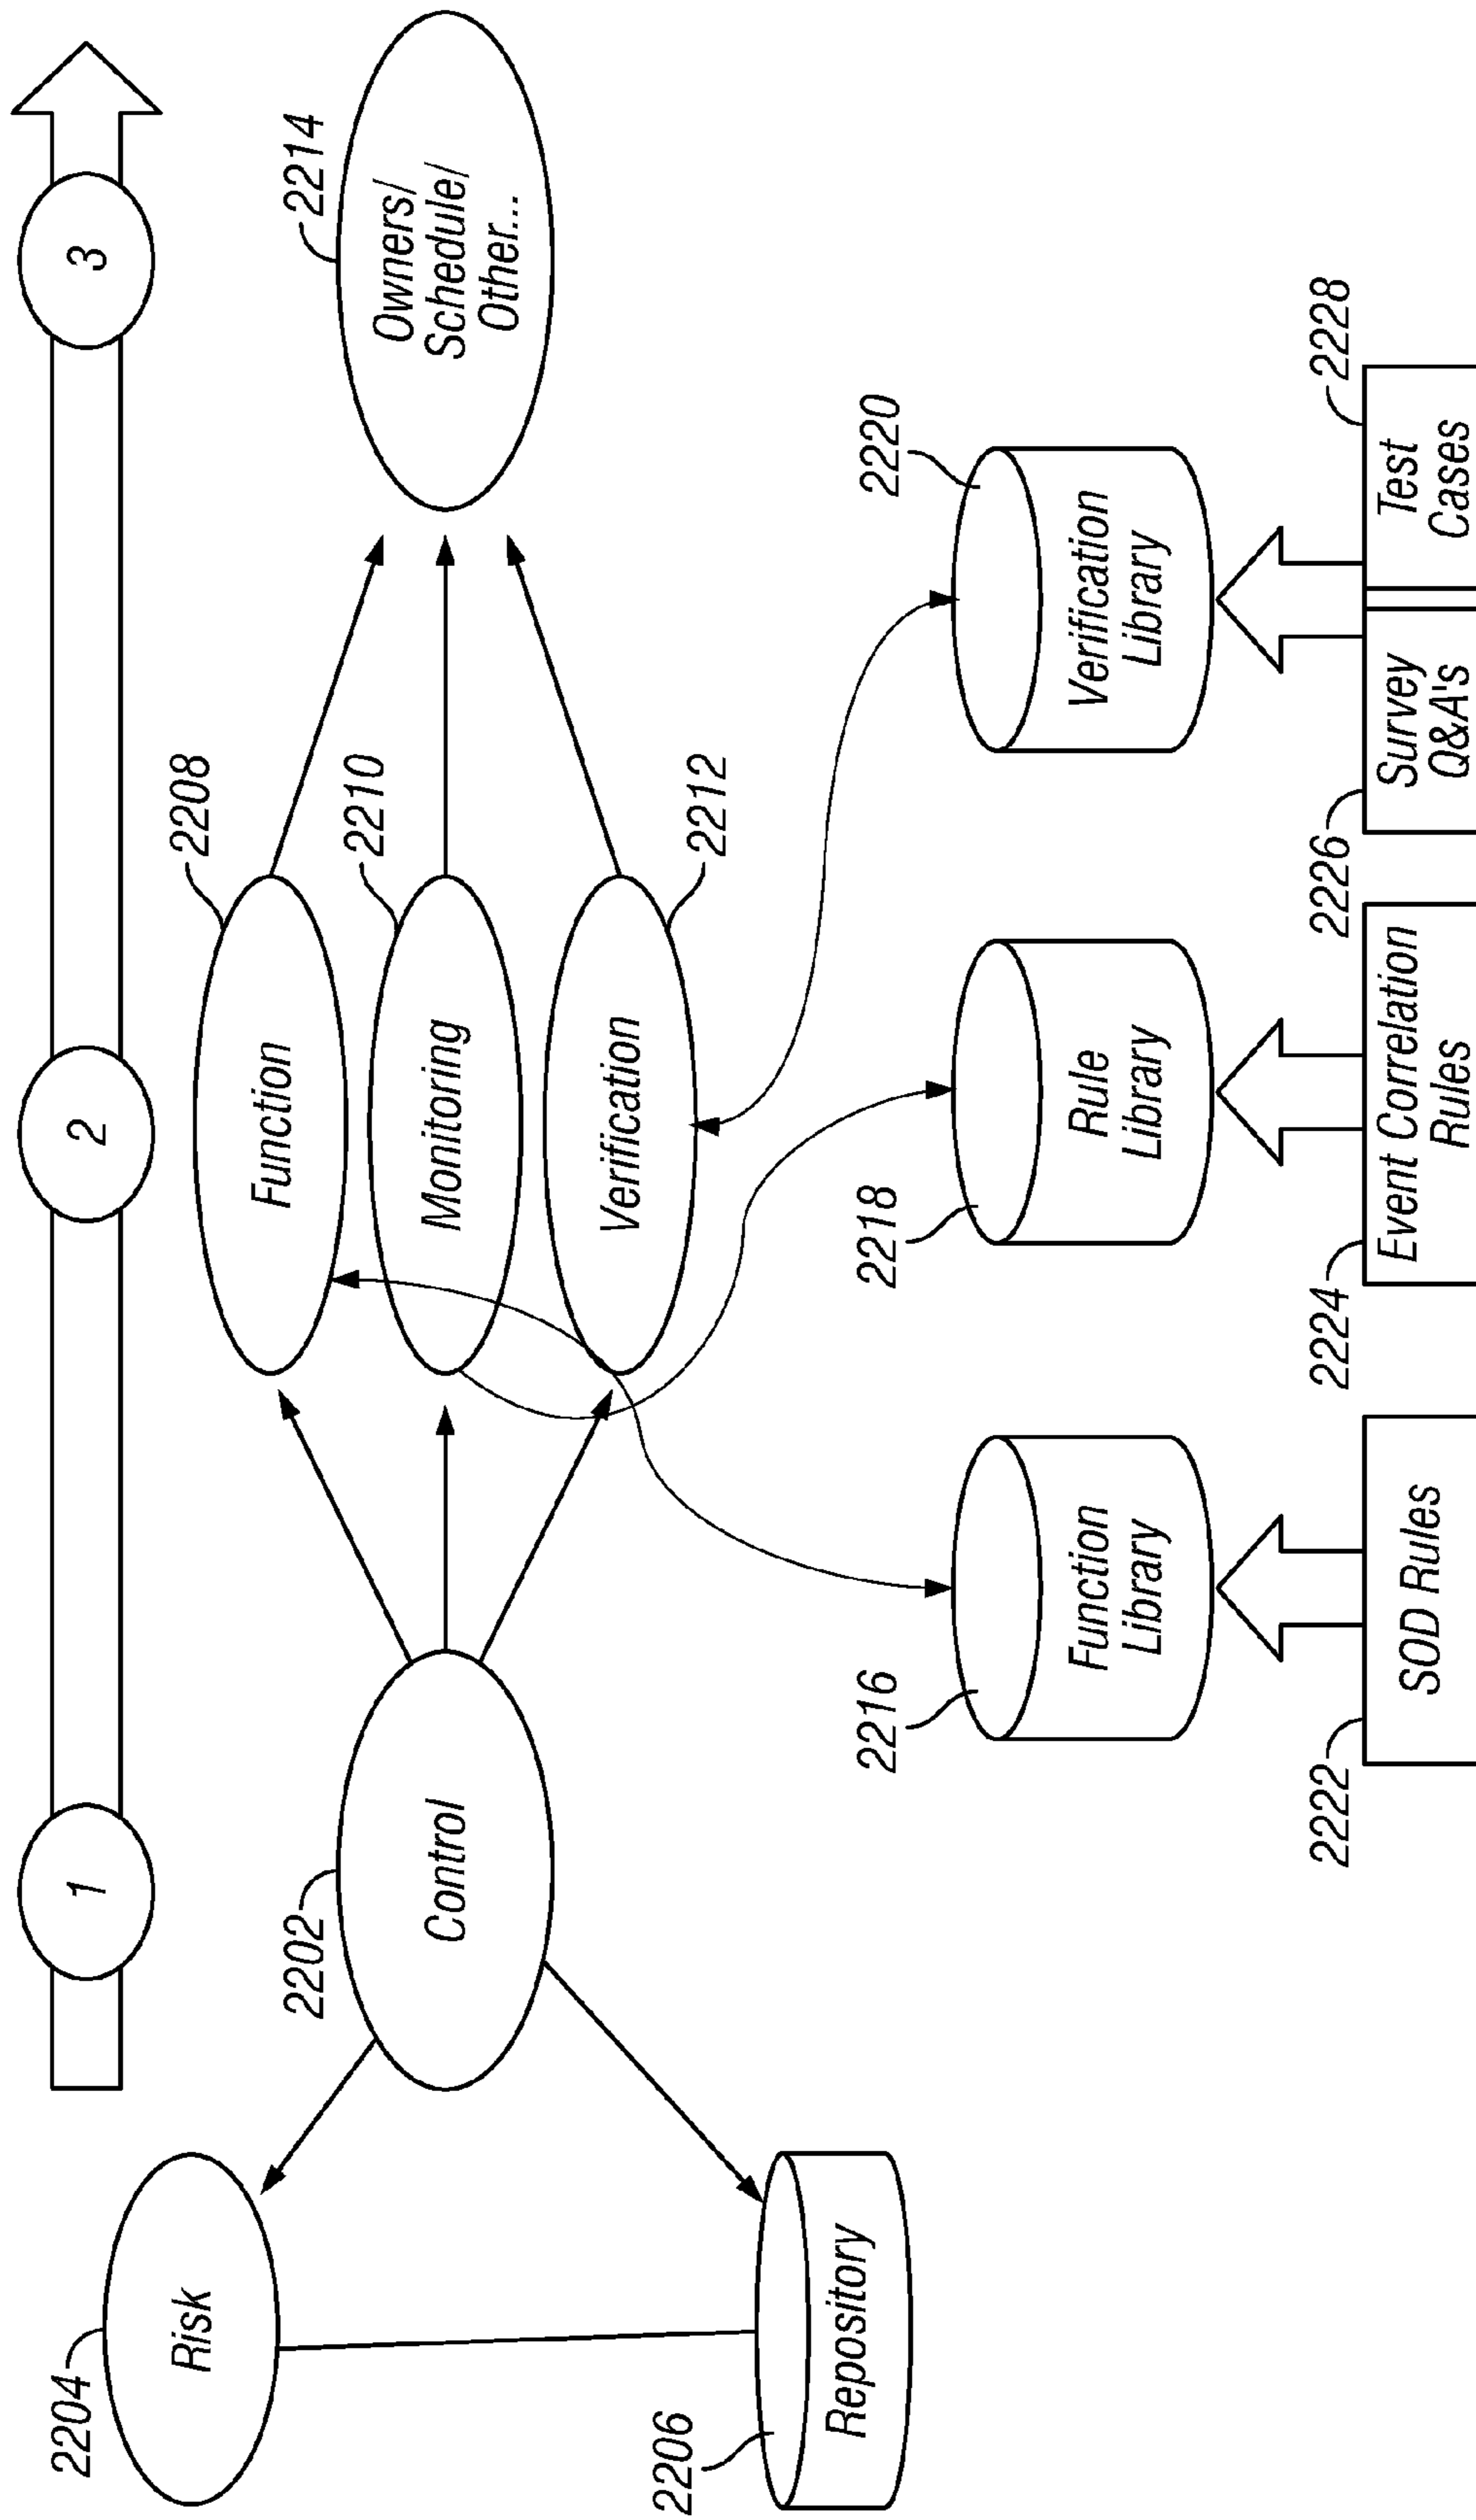 1
2
3
2204
Risk
2202
Control
2208
Function
2210
Monitoring
2212
Verification
2214
Owners/
Schedule/
Other...
2206
Repository
2216
Function
Library
2218
Rule
Library
2220
Verification
Library
2222
SOD Rules
2224
Event Correlation
Rules
2226
Survey
Q&A's
2228
Test
Cases